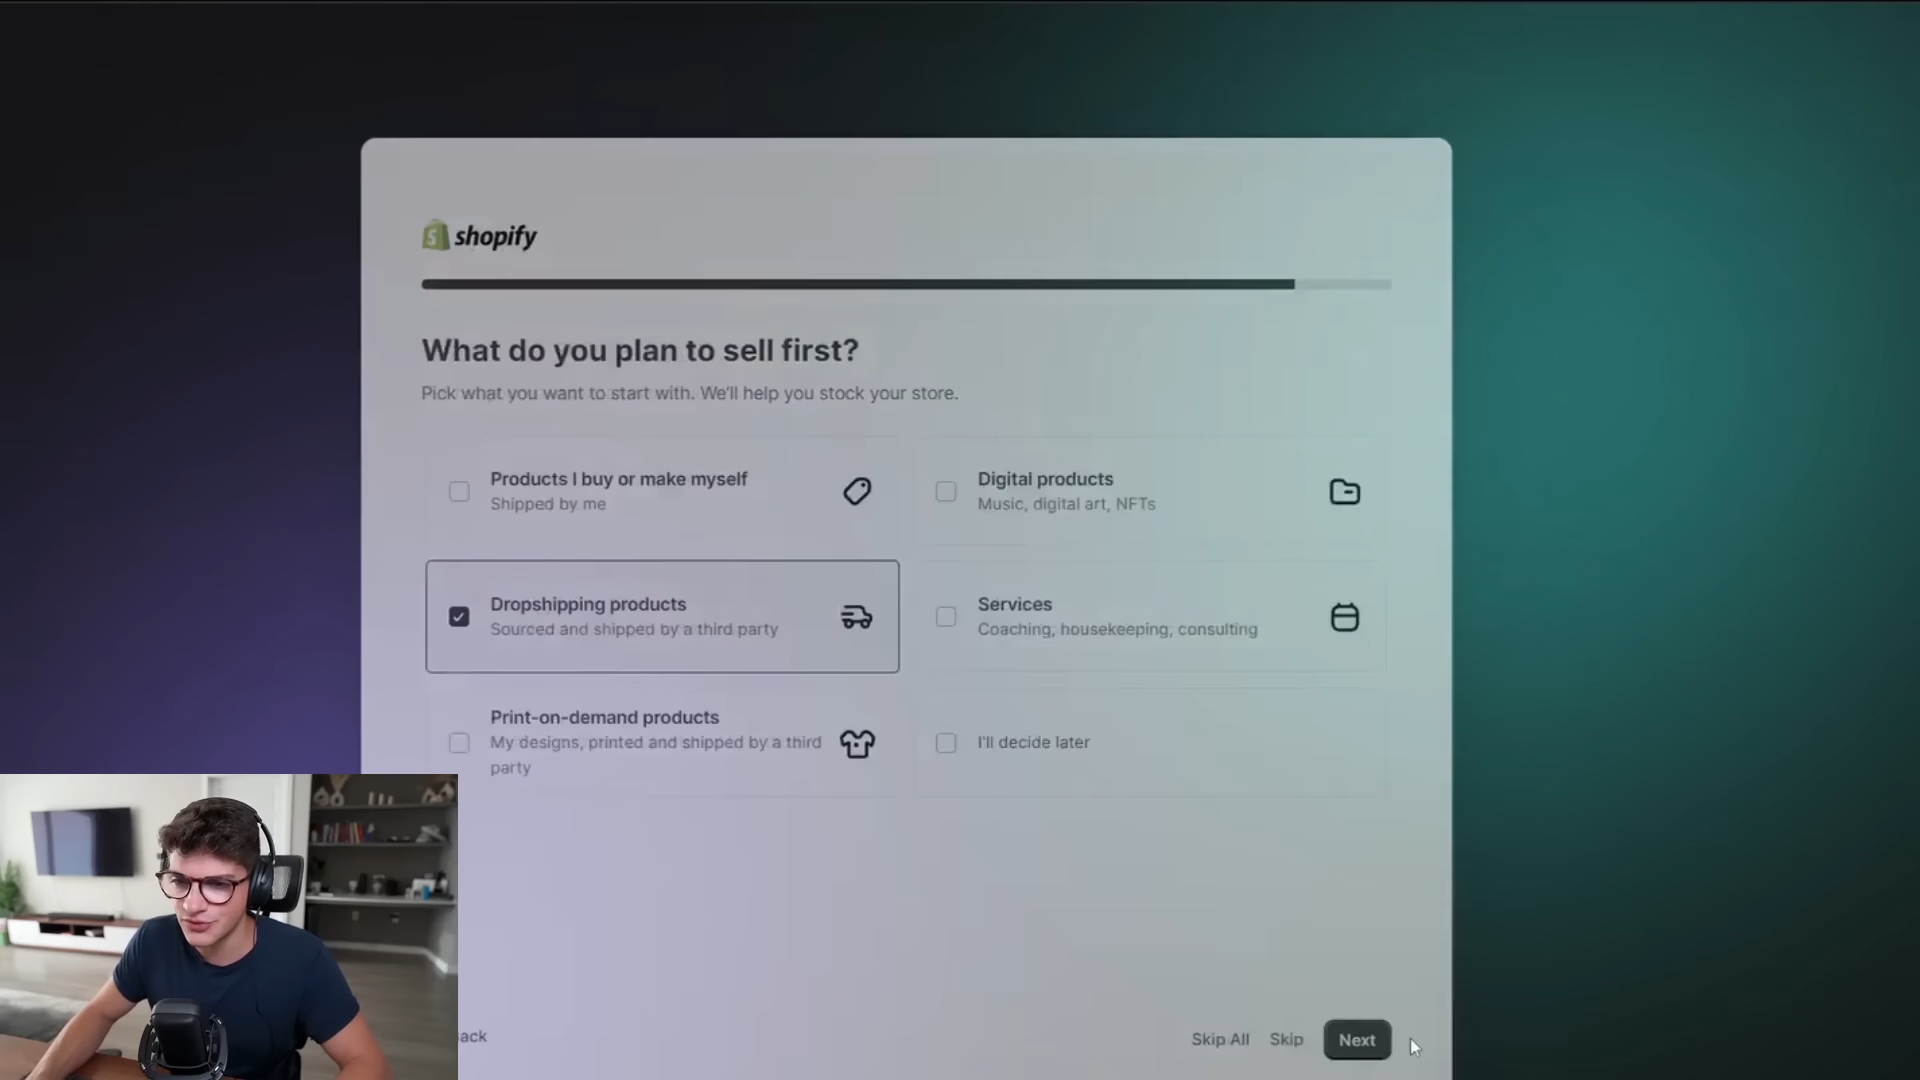 shopify
What do you plan to sell first?
Pick what you want to start with. We'll help you stock your store.
Products I buy or make myself
Shipped by me
Digital products
Music, digital art, NFTs
Dropshipping products
Sourced and shipped by a third party
Services
Coaching, housekeeping, consulting
Print-on-demand products
My designs, printed and shipped by a third
party
I'll decide later
ack
Skip All
Skip
Next